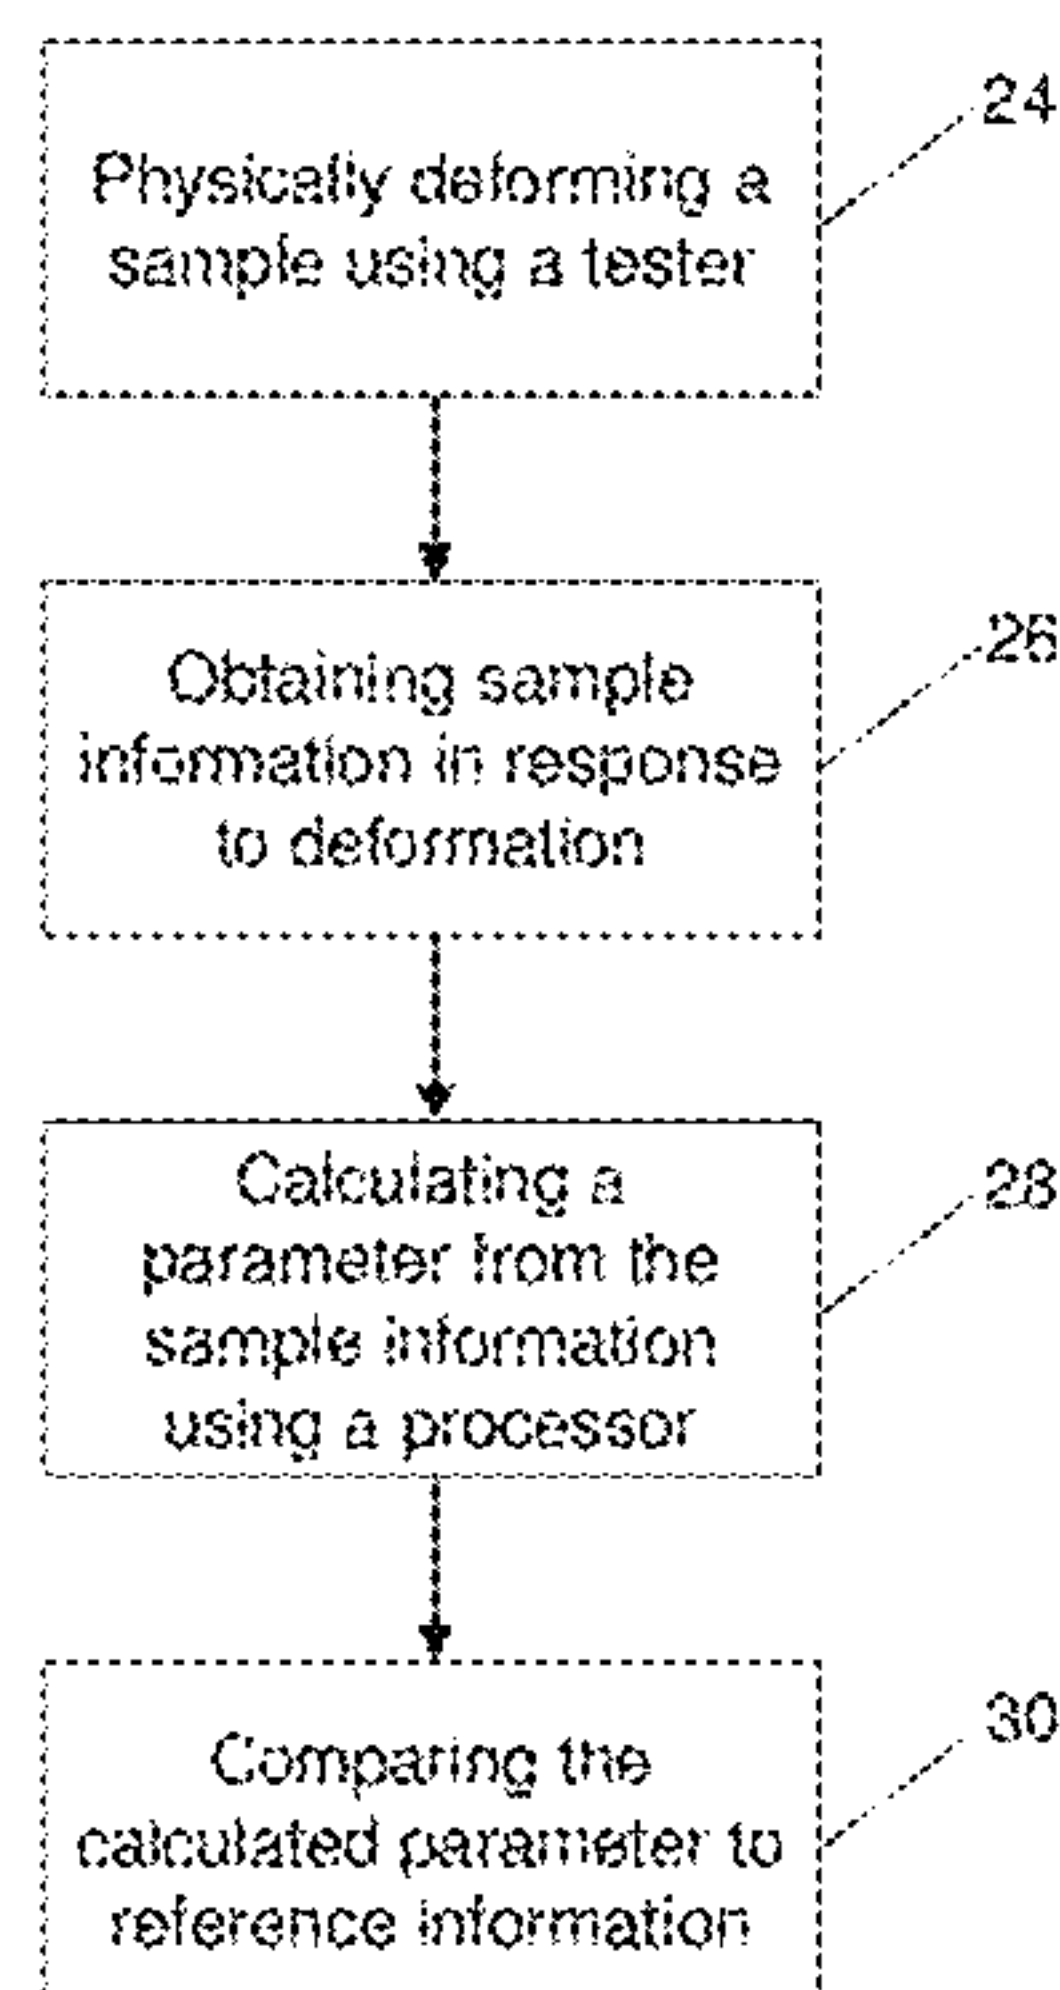 24
Physically deforming a
sample using a tester
26
Obtaining sample
information in response
to deformation
28
Calculating a
parameter from the
sample information
using a processor
30
Comparing the
calculated parameter to
reference information